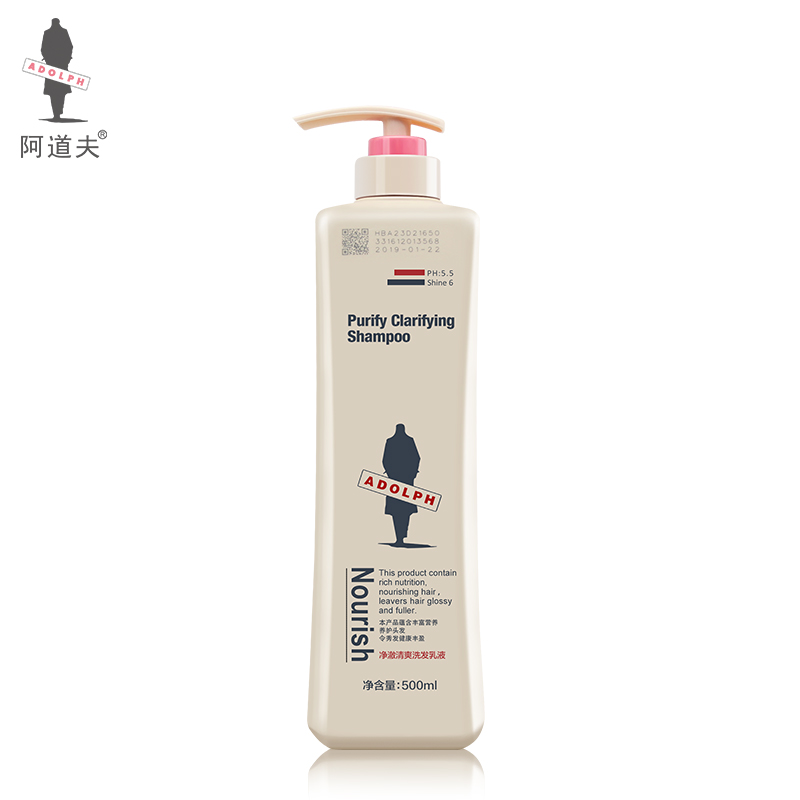 ADOLPH
阿道夫®
HBA23D21650
331612013568
2019-01-22
PH:5.5
Shine 6
Purify Clarifying
Shampoo
ADOLPH
Nourish
This product contain
rich nutrition,
nourishing hair,
leavers hair glossy
and fuller.
本产品蕴含丰富营养
养护头发
令秀发健康丰盈
净澈清爽洗发乳液
净含量:500ml